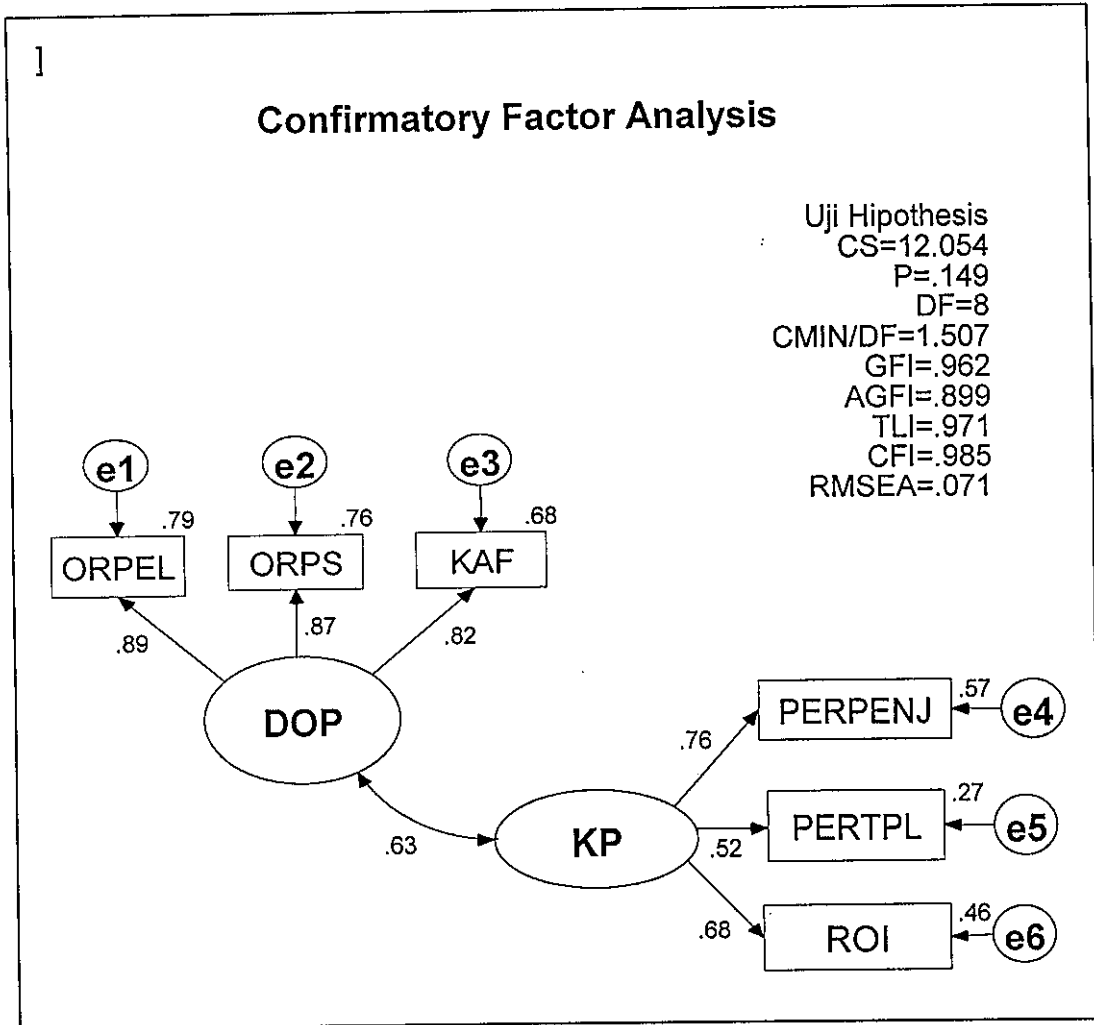 ]
Confirmatory Factor Analysis
Uji Hipothesis
CS=12.054
P=.149
DF=8
CMIN/DF=1.507
GFI=.962
AGFI=.899
TLI=.971
CFI=.985
RMSEA=.071
e1
e2
e3
.79
.76
.68
ORPEL
ORPS
KAF
.89
.87
.82
DOP
.63
KP
.76
.52
.68
PERPENJ
.57
e4
PERTPL
.27
e5
ROI
.46
e6